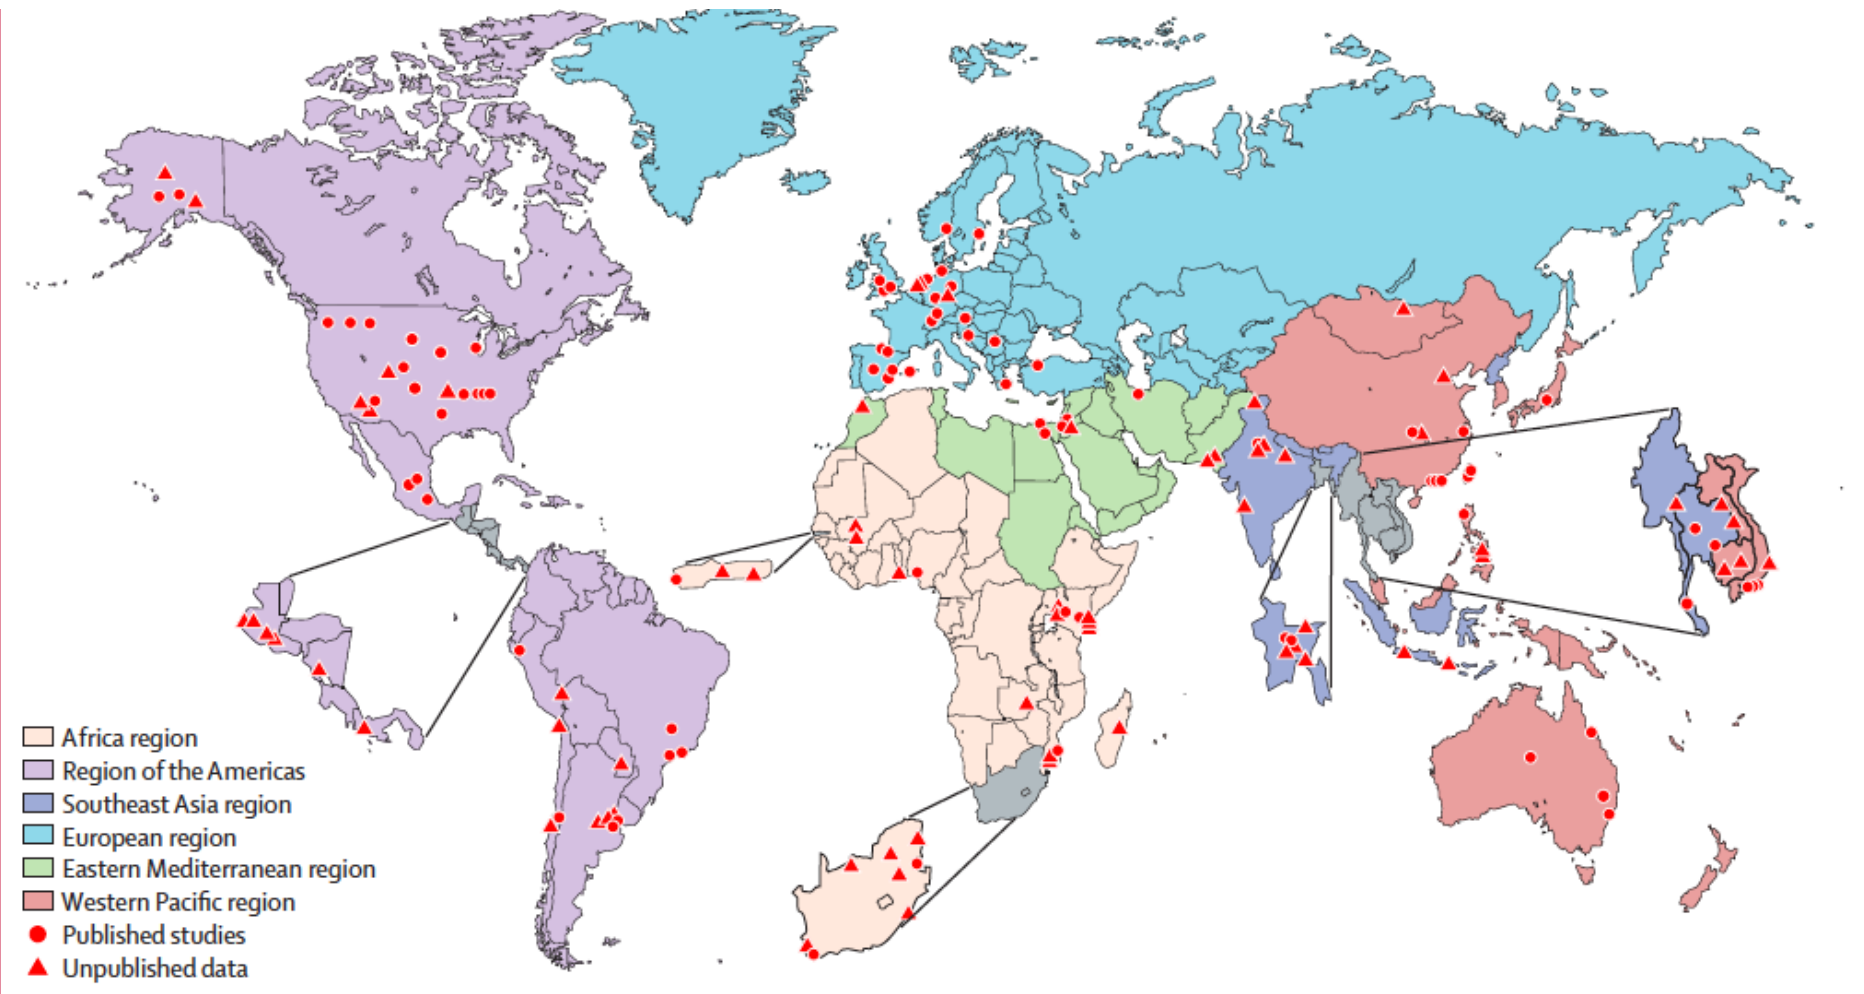 Africa region
Region of the Americas
Southeast Asia region
European region
Eastern Mediterranean region
Western Pacific region
Published studies
Unpublished data